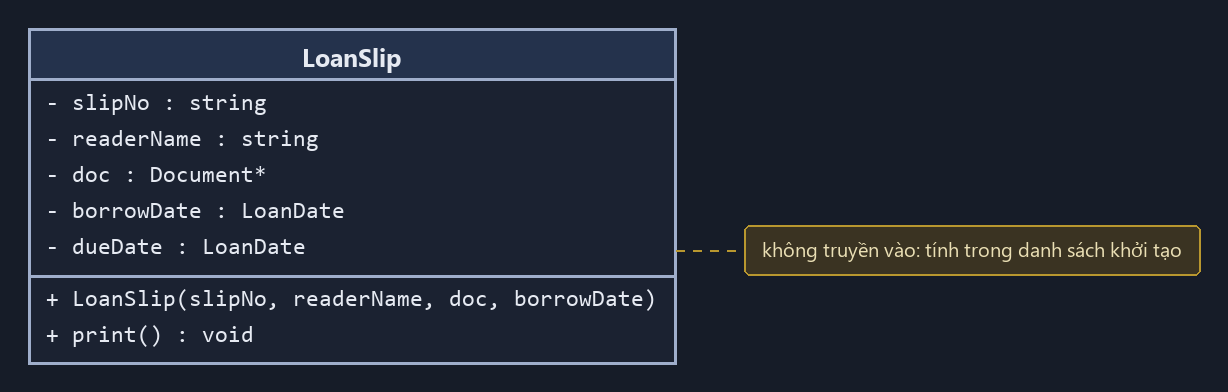 LoanSlip
- slipNo : string
- readerName : string
- doc : Document*
- borrowDate : LoanDate
- dueDate : LoanDate
không truyền vào: tính trong danh sách khởi tạo
+ LoanSlip(slipNo, readerName, doc, borrowDate)
+ print() : void